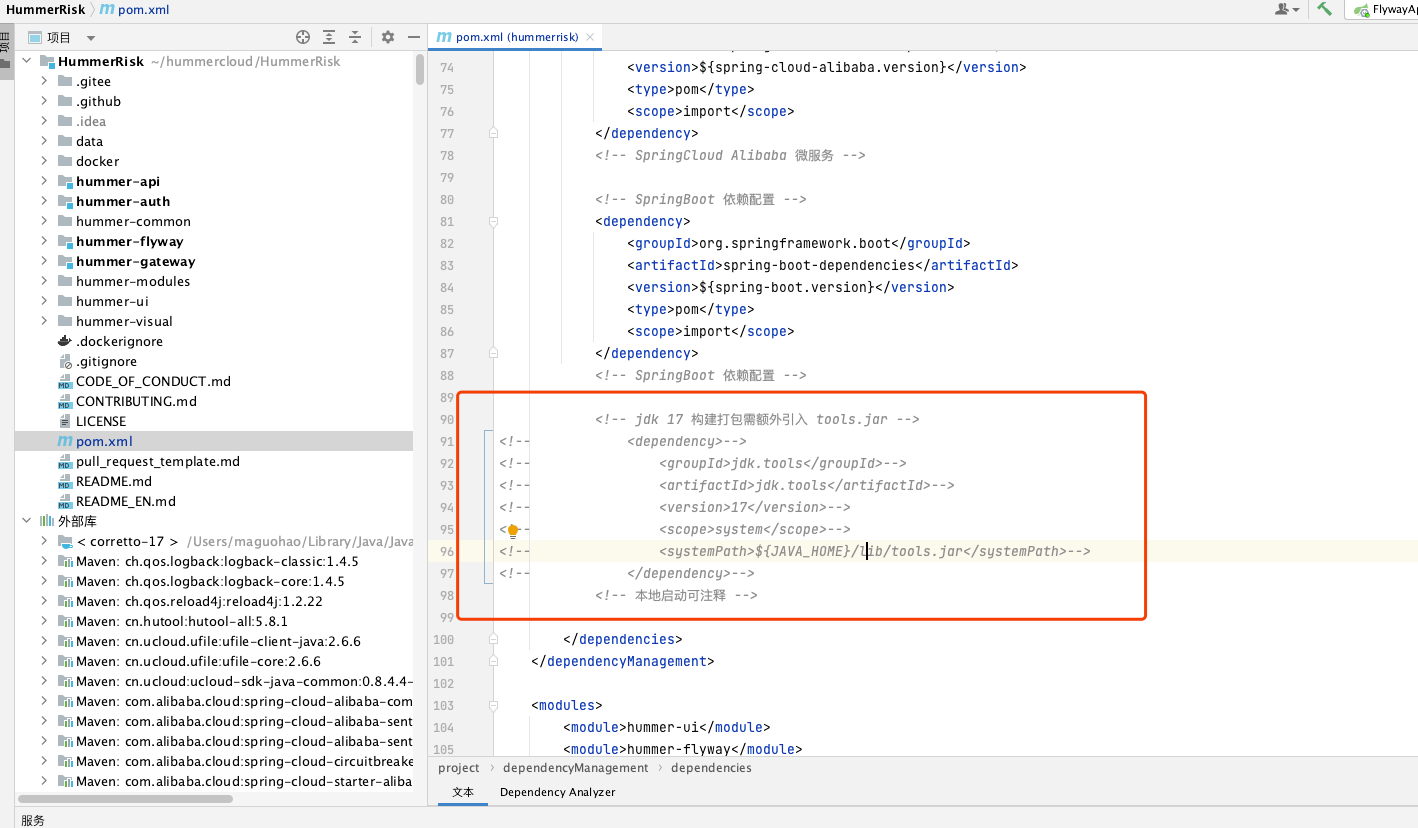 HummerRisk pom.xml
FlywayAp
项目
项目
pom.xml (hummerrisk)
HummerRisk ~/hummercloud/HummerRisk
.gitee
.github
.idea
data
docker
hummer-api
hummer-auth
hummer-common
hummer-flyway
hummer-gateway
hummer-modules
hummer-ui
hummer-visual
.dockerignore
.gitignore
CODE_OF_CONDUCT.md
CONTRIBUTING.md
LICENSE
pom.xml
pull_request_template.md
README.md
README_EN.md
外部库
< corretto-17 > /Users/maguohao/Library/Java/Java
Maven: ch.qos.logback:logback-classic:1.4.5
Maven: ch.qos.logback:logback-core:1.4.5
Maven: ch.qos.reload4j:reload4j:1.2.22
Maven: cn.hutool:hutool-all:5.8.1
Maven: cn.ucloud.ufile:ufile-client-java:2.6.6
Maven: cn.ucloud.ufile:ufile-core:2.6.6
Maven: cn.ucloud:ucloud-sdk-java-common:0.8.4.4-
Maven: com.alibaba.cloud:spring-cloud-alibaba-com
Maven: com.alibaba.cloud:spring-cloud-alibaba-sent
Maven: com.alibaba.cloud:spring-cloud-alibaba-sent
Maven: com.alibaba.cloud:spring-cloud-circuitbreake
Maven: com.alibaba.cloud:spring-cloud-starter-aliba
74 <version>${spring-cloud-alibaba.version}</version>
75 <type>pom</type>
76 <scope>import</scope>
77 </dependency>
78 <!-- SpringCloud Alibaba 微服务 -->
79
80 <!-- SpringBoot 依赖配置 -->
81 <dependency>
82 <groupId>org.springframework.boot</groupId>
83 <artifactId>spring-boot-dependencies</artifactId>
84 <version>${spring-boot.version}</version>
85 <type>pom</type>
86 <scope>import</scope>
87 </dependency>
88 <!-- SpringBoot 依赖配置 -->
89
90 <!-- jdk 17 构建打包需额外引入 tools.jar -->
91 <!-- <dependency>-->
92 <!-- <groupId>jdk.tools</groupId>-->
93 <!-- <artifactId>jdk.tools</artifactId>-->
94 <!-- <version>17</version>-->
95 <!-- <scope>system</scope>-->
96 <!-- <systemPath>${JAVA_HOME}/lib/tools.jar</systemPath>-->
97 <!-- </dependency>-->
98 <!-- 本地启动可注释 -->
99
100 </dependencies>
101 </dependencyManagement>
102
103 <modules>
104 <module>hummer-ui</module>
105 <module>hummer-flyway</module>
project > dependencyManagement > dependencies
文本 Dependency Analyzer
服务